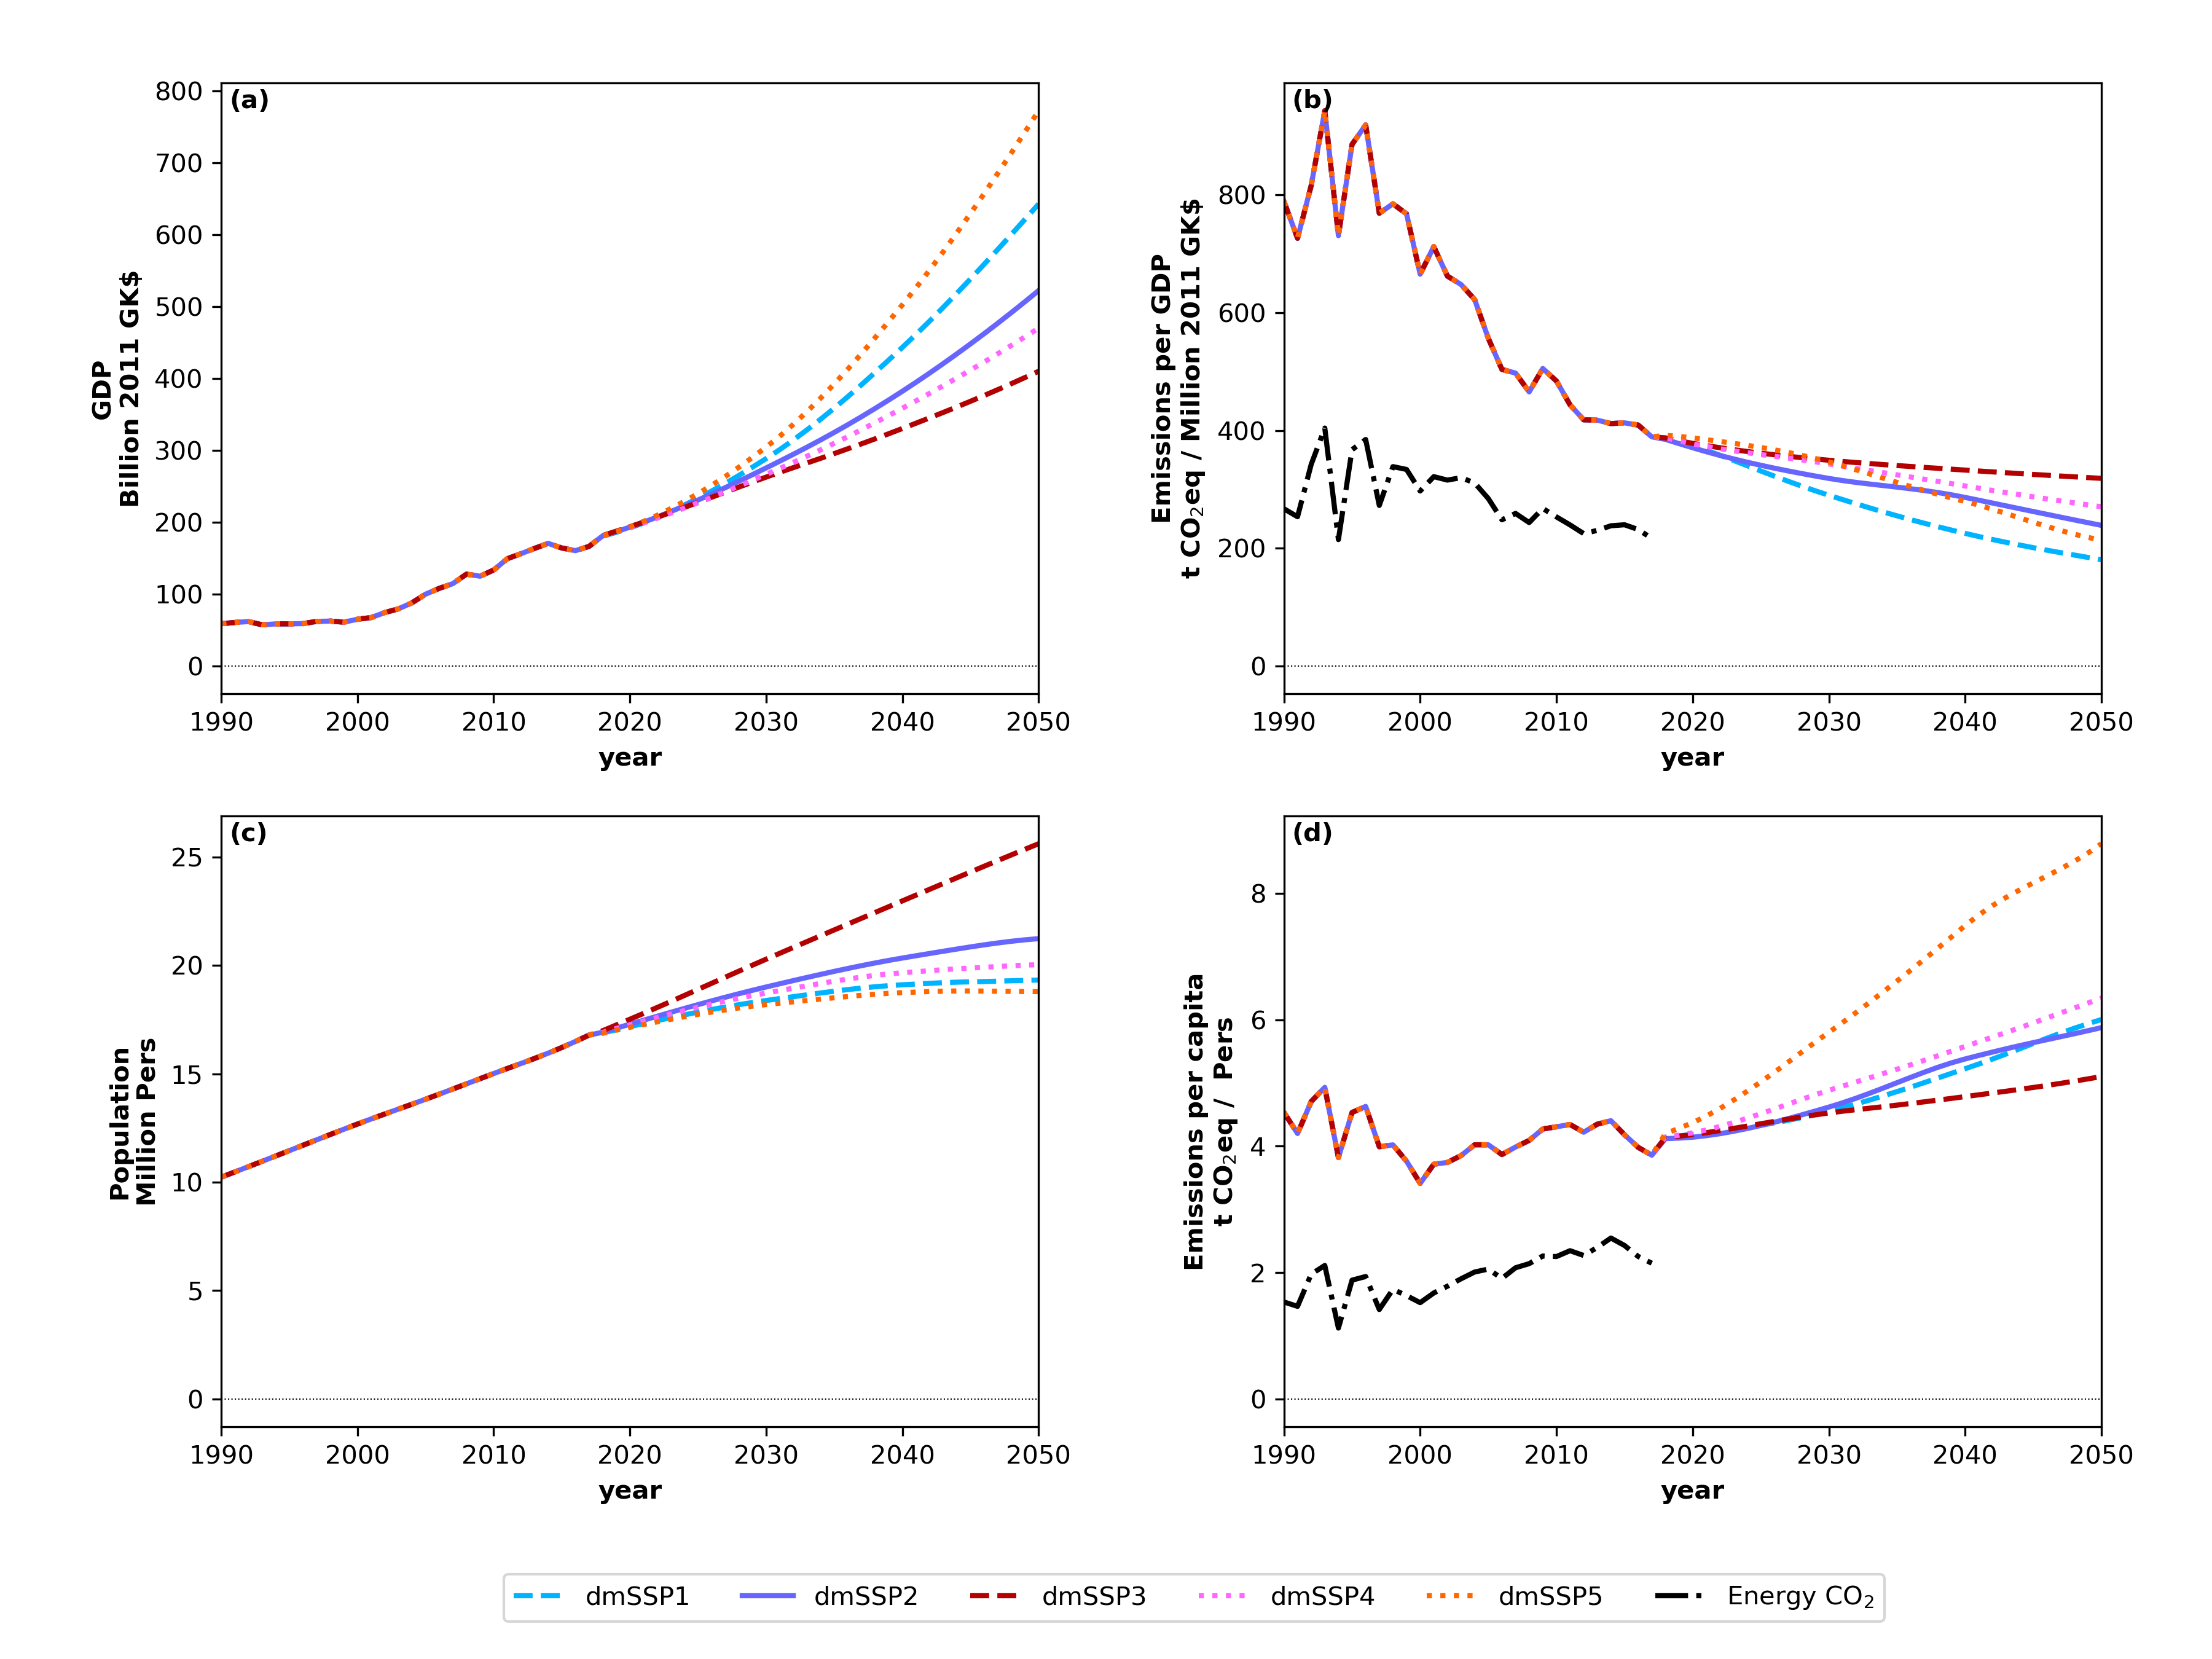 (a)
800
700
600
500
400
300
200
100
0
GDP
Billion 2011 GK$
1990 2000 2010 2020 2030 2040 2050
year
(b)
800
600
400
200
0
Emissions per GDP
t CO₂eq / Million 2011 GK$
1990 2000 2010 2020 2030 2040 2050
year
(c)
25
20
15
10
5
0
Population
Million Pers
1990 2000 2010 2020 2030 2040 2050
year
(d)
8
6
4
2
0
Emissions per capita
t CO₂eq / Pers
1990 2000 2010 2020 2030 2040 2050
year
dmSSP1 dmSSP2 dmSSP3 dmSSP4 dmSSP5 Energy CO₂